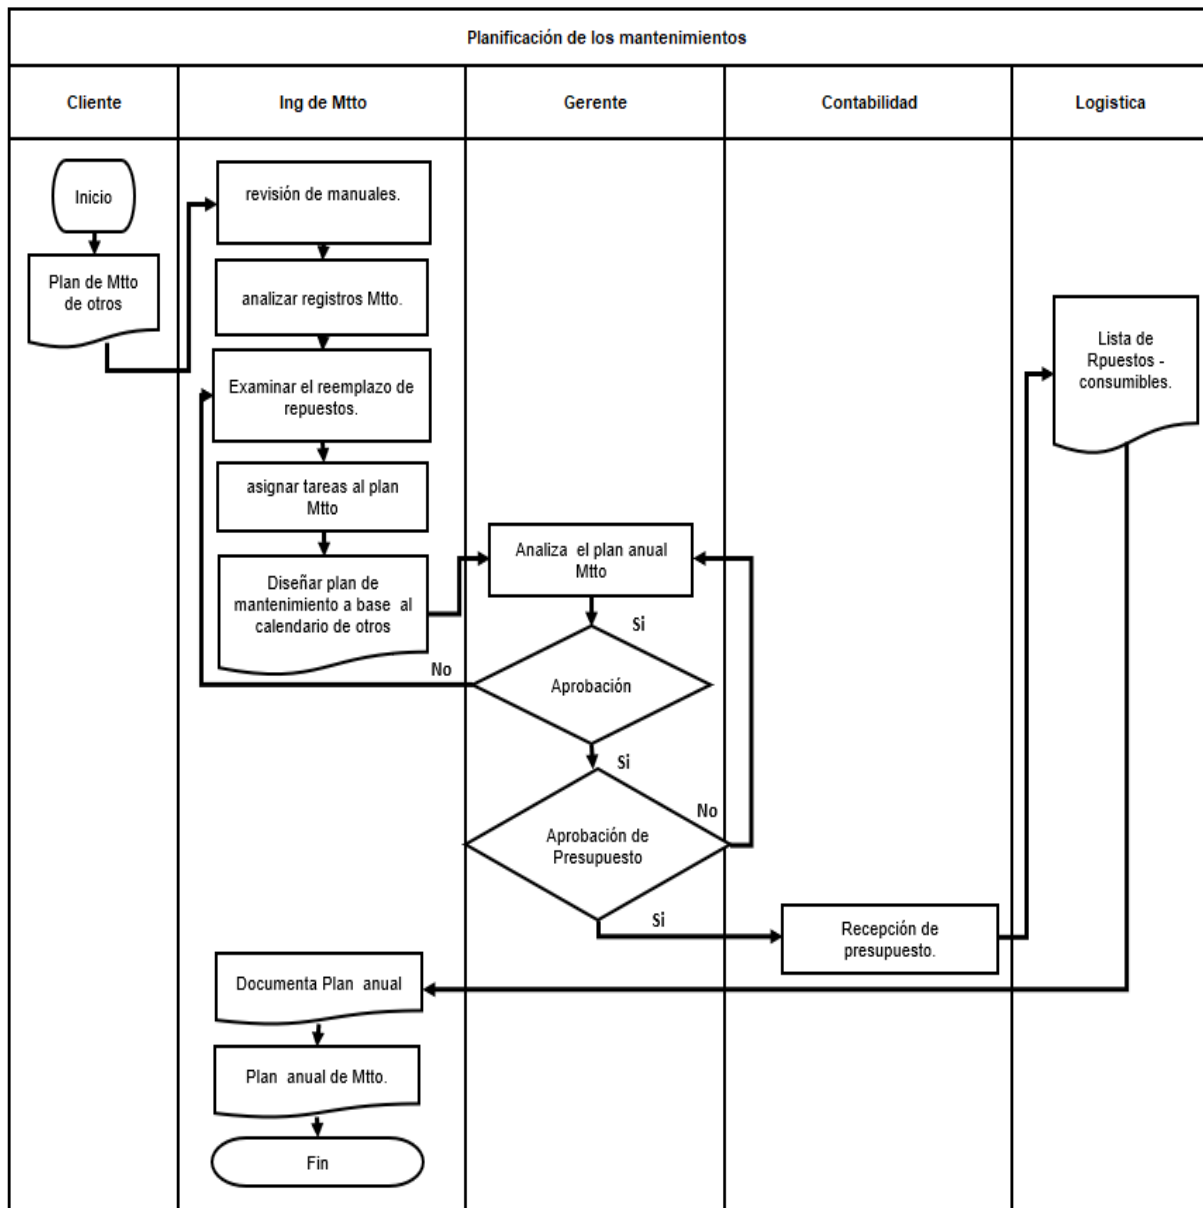 Planificación de los mantenimientos
Cliente
Ing de Mtto
Gerente
Contabilidad
Logistica
Inicio
Plan de Mtto
de otros
revisión de manuales.
analizar registros Mtto.
Examinar el reemplazo de
repuestos.
asignar tareas al plan
Mtto
Diseñar plan de
mantenimiento a base al
calendario de otros
Analiza el plan anual
Mtto
Si
Aprobación
No
Si
Aprobación de
Presupuesto
No
Si
Recepción de
presupuesto.
Lista de
Rpuestos -
consumibles.
Documenta Plan anual
Plan anual de Mtto.
Fin